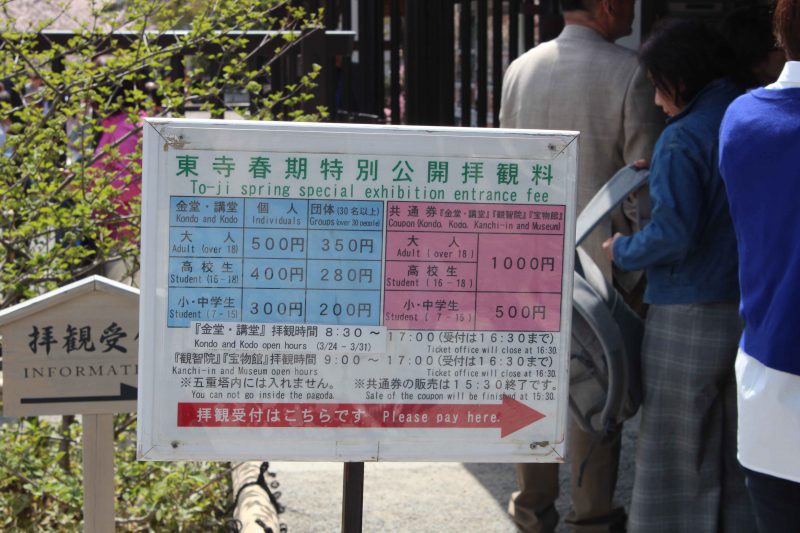 東寺春期特別公開拝観料
To-ji spring special exhibition entrance fee
金堂・講堂 個人 団体(30名以上)
Kondo and Kodo Individuals Groups (over 30 people)
大人 500円 350円
Adult (over 18)
高校生 400円 280円
Student (16-18)
小・中学生 300円 200円
Student (7-15)
共通券『金堂・講堂』『観智院』『宝物館』
Coupon (Kondo, Kodo, Kanchi-in and Museum)
大人 1000円
Adult (over 18)
高校生
Student (16-18)
小・中学生 500円
Student (7-15)
『金堂・講堂』拝観時間 8:30～17:00(受付は16:30まで)
Kondo and Kodo open hours (3/24 - 3/31) Ticket office will close at 16:30.
『観智院』『宝物館』拝観時間 9:00～17:00(受付は16:30まで)
Kanchi-in and Museum open hours Ticket office will close at 16:30.
※五重塔内には入れません。 ※共通券の販売は15:30終了です。
You can not go inside the pagoda. Sale of the coupon will be finished at 15:30.
拝観受付はこちらです Please pay here.
拝観受
INFORMAT